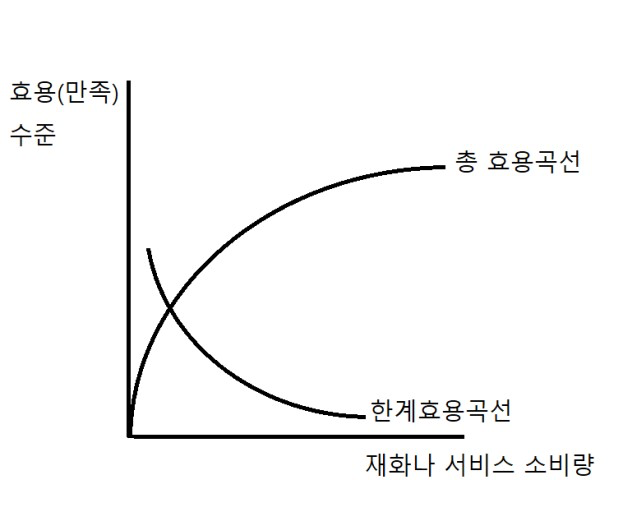 효용(만족)
수준
총 효용곡선
한계효용곡선
재화나 서비스 소비량